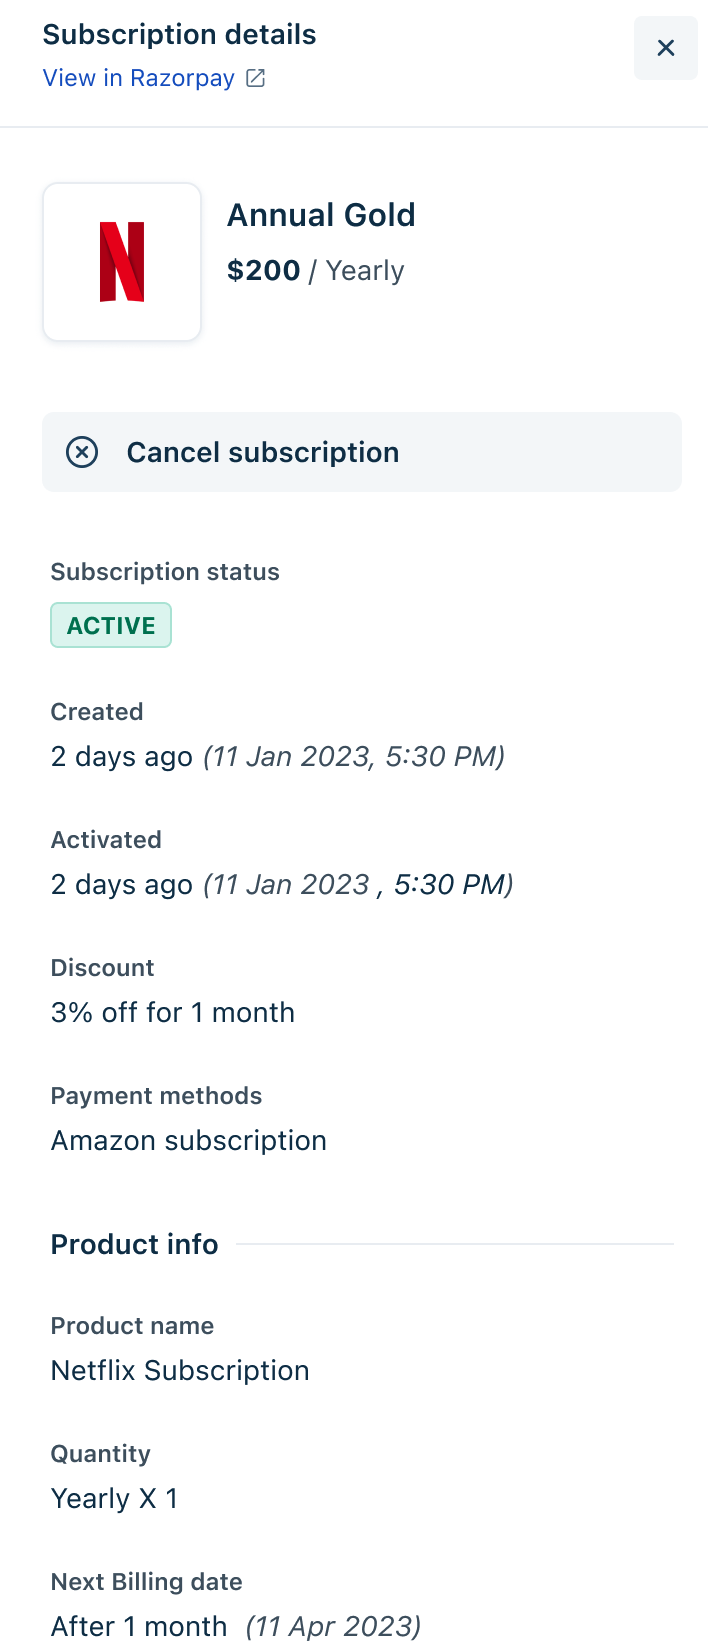 Subscription details
View in Razorpay
Annual Gold
$200 / Yearly
Cancel subscription
Subscription status
ACTIVE
Created
2 days ago (11 Jan 2023, 5:30 PM)
Activated
2 days ago (11 Jan 2023 , 5:30 PM)
Discount
3% off for 1 month
Payment methods
Amazon subscription
Product info
Product name
Netflix Subscription
Quantity
Yearly X 1
Next Billing date
After 1 month (11 Apr 2023)